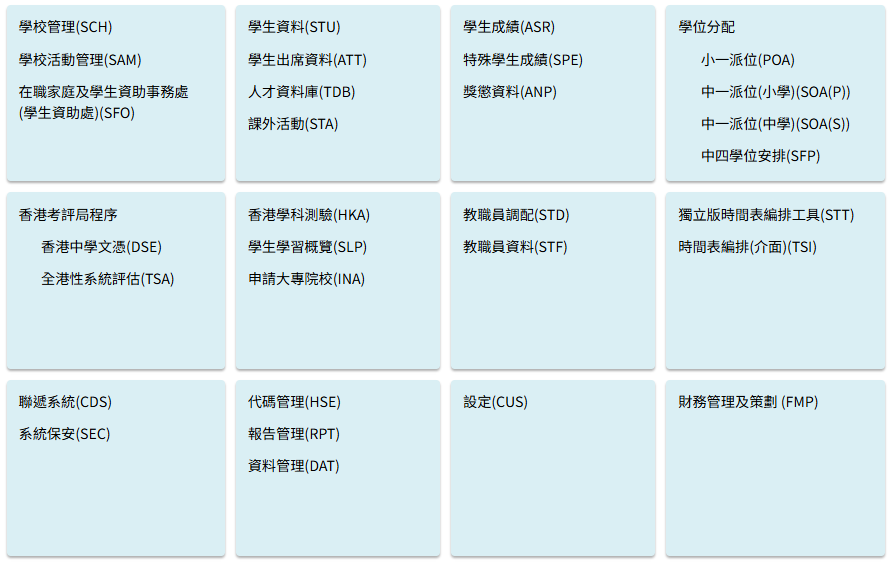 學校管理(SCH)
學校活動管理(SAM)
在職家庭及學生資助事務處
(學生資助處)(SFO)
學生資料(STU)
學生出席資料(ATT)
人才資料庫(TDB)
課外活動(STA)
學生成績(ASR)
特殊學生成績(SPE)
獎懲資料(ANP)
學位分配
小一派位(POA)
中一派位(小學)(SOA(P))
中一派位(中學)(SOA(S))
中四學位安排(SFP)
香港考評局程序
香港中學文憑(DSE)
全港性系統評估(TSA)
香港學科測驗(HKA)
學生學習概覽(SLP)
申請大專院校(INA)
教職員調配(STD)
教職員資料(STF)
獨立版時間表編排工具(STT)
時間表編排(介面)(TSI)
聯遞系統(CDS)
系統保安(SEC)
代碼管理(HSE)
報告管理(RPT)
資料管理(DAT)
設定(CUS)
財務管理及策劃 (FMP)